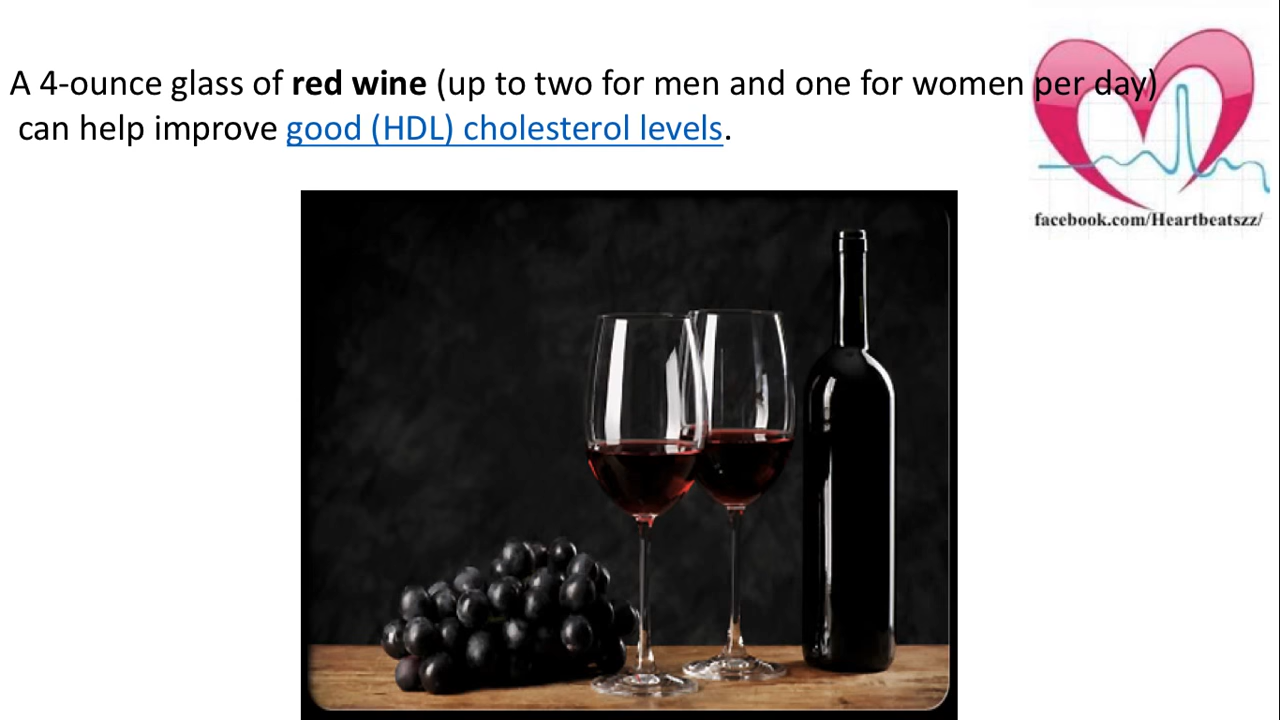 A 4-ounce glass of red wine (up to two for men and one for women per day)
can help improve good (HDL) cholesterol levels.
facebook.com/Heartbeatszz/